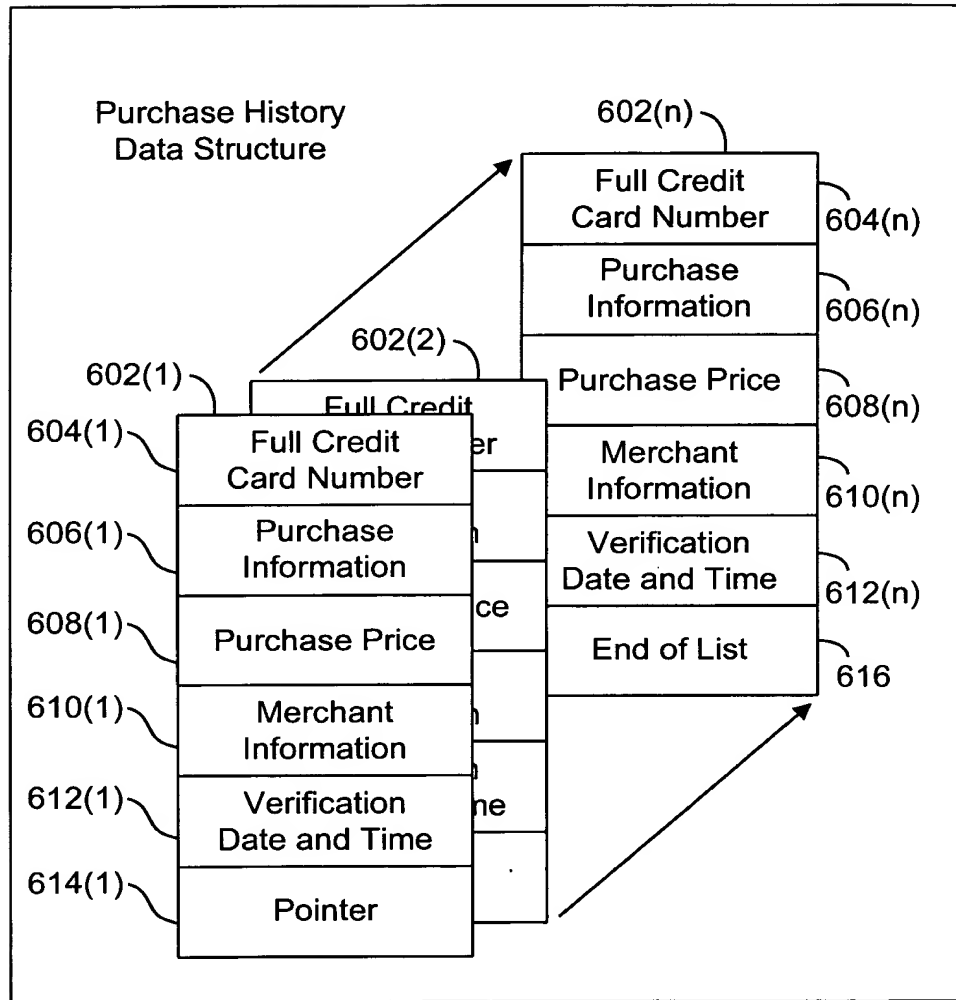 Purchase History
Data Structure
602(n)
Full Credit
Card Number
604(n)
Purchase
Information
606(n)
Purchase Price
608(n)
Merchant
Information
610(n)
Verification
Date and Time
612(n)
End of List
616
602(2)
Full Credit
602(1)
604(1)
Full Credit
Card Number
606(1)
Purchase
Information
608(1)
Purchase Price
610(1)
Merchant
Information
612(1)
Verification
Date and Time
614(1)
Pointer